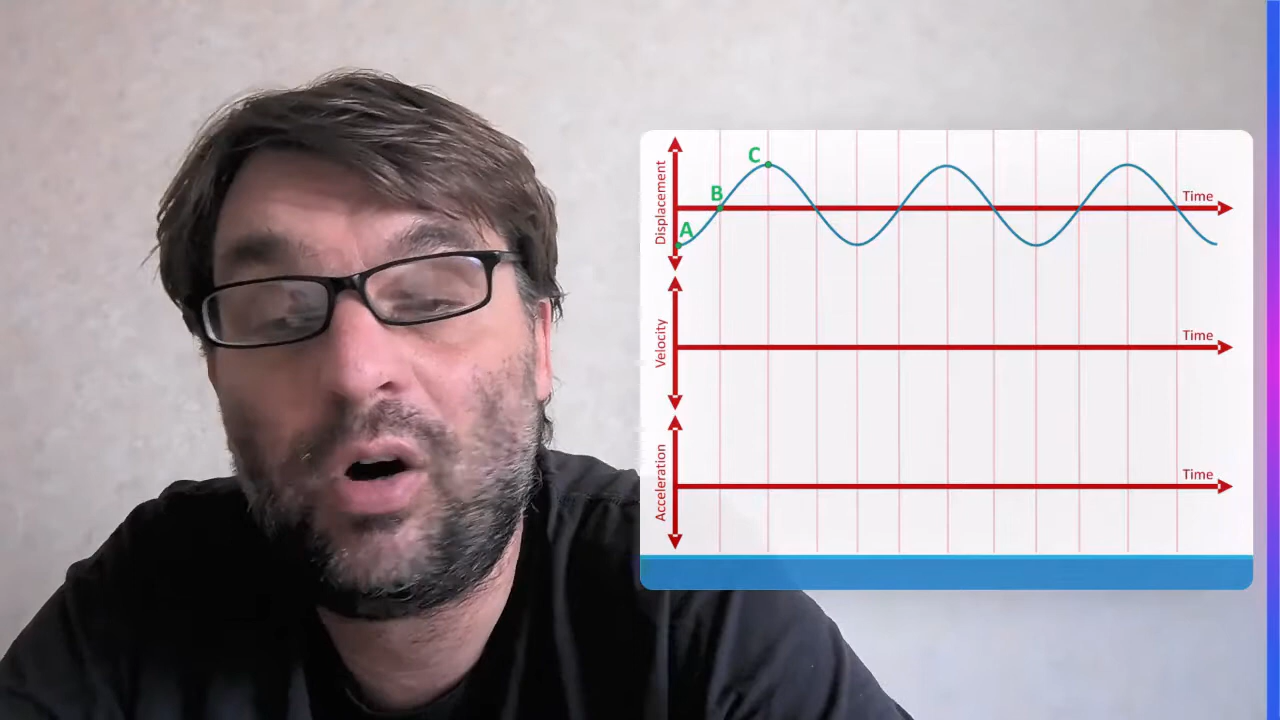 Displacement
A
B
C
Time
Velocity
Time
Acceleration
Time